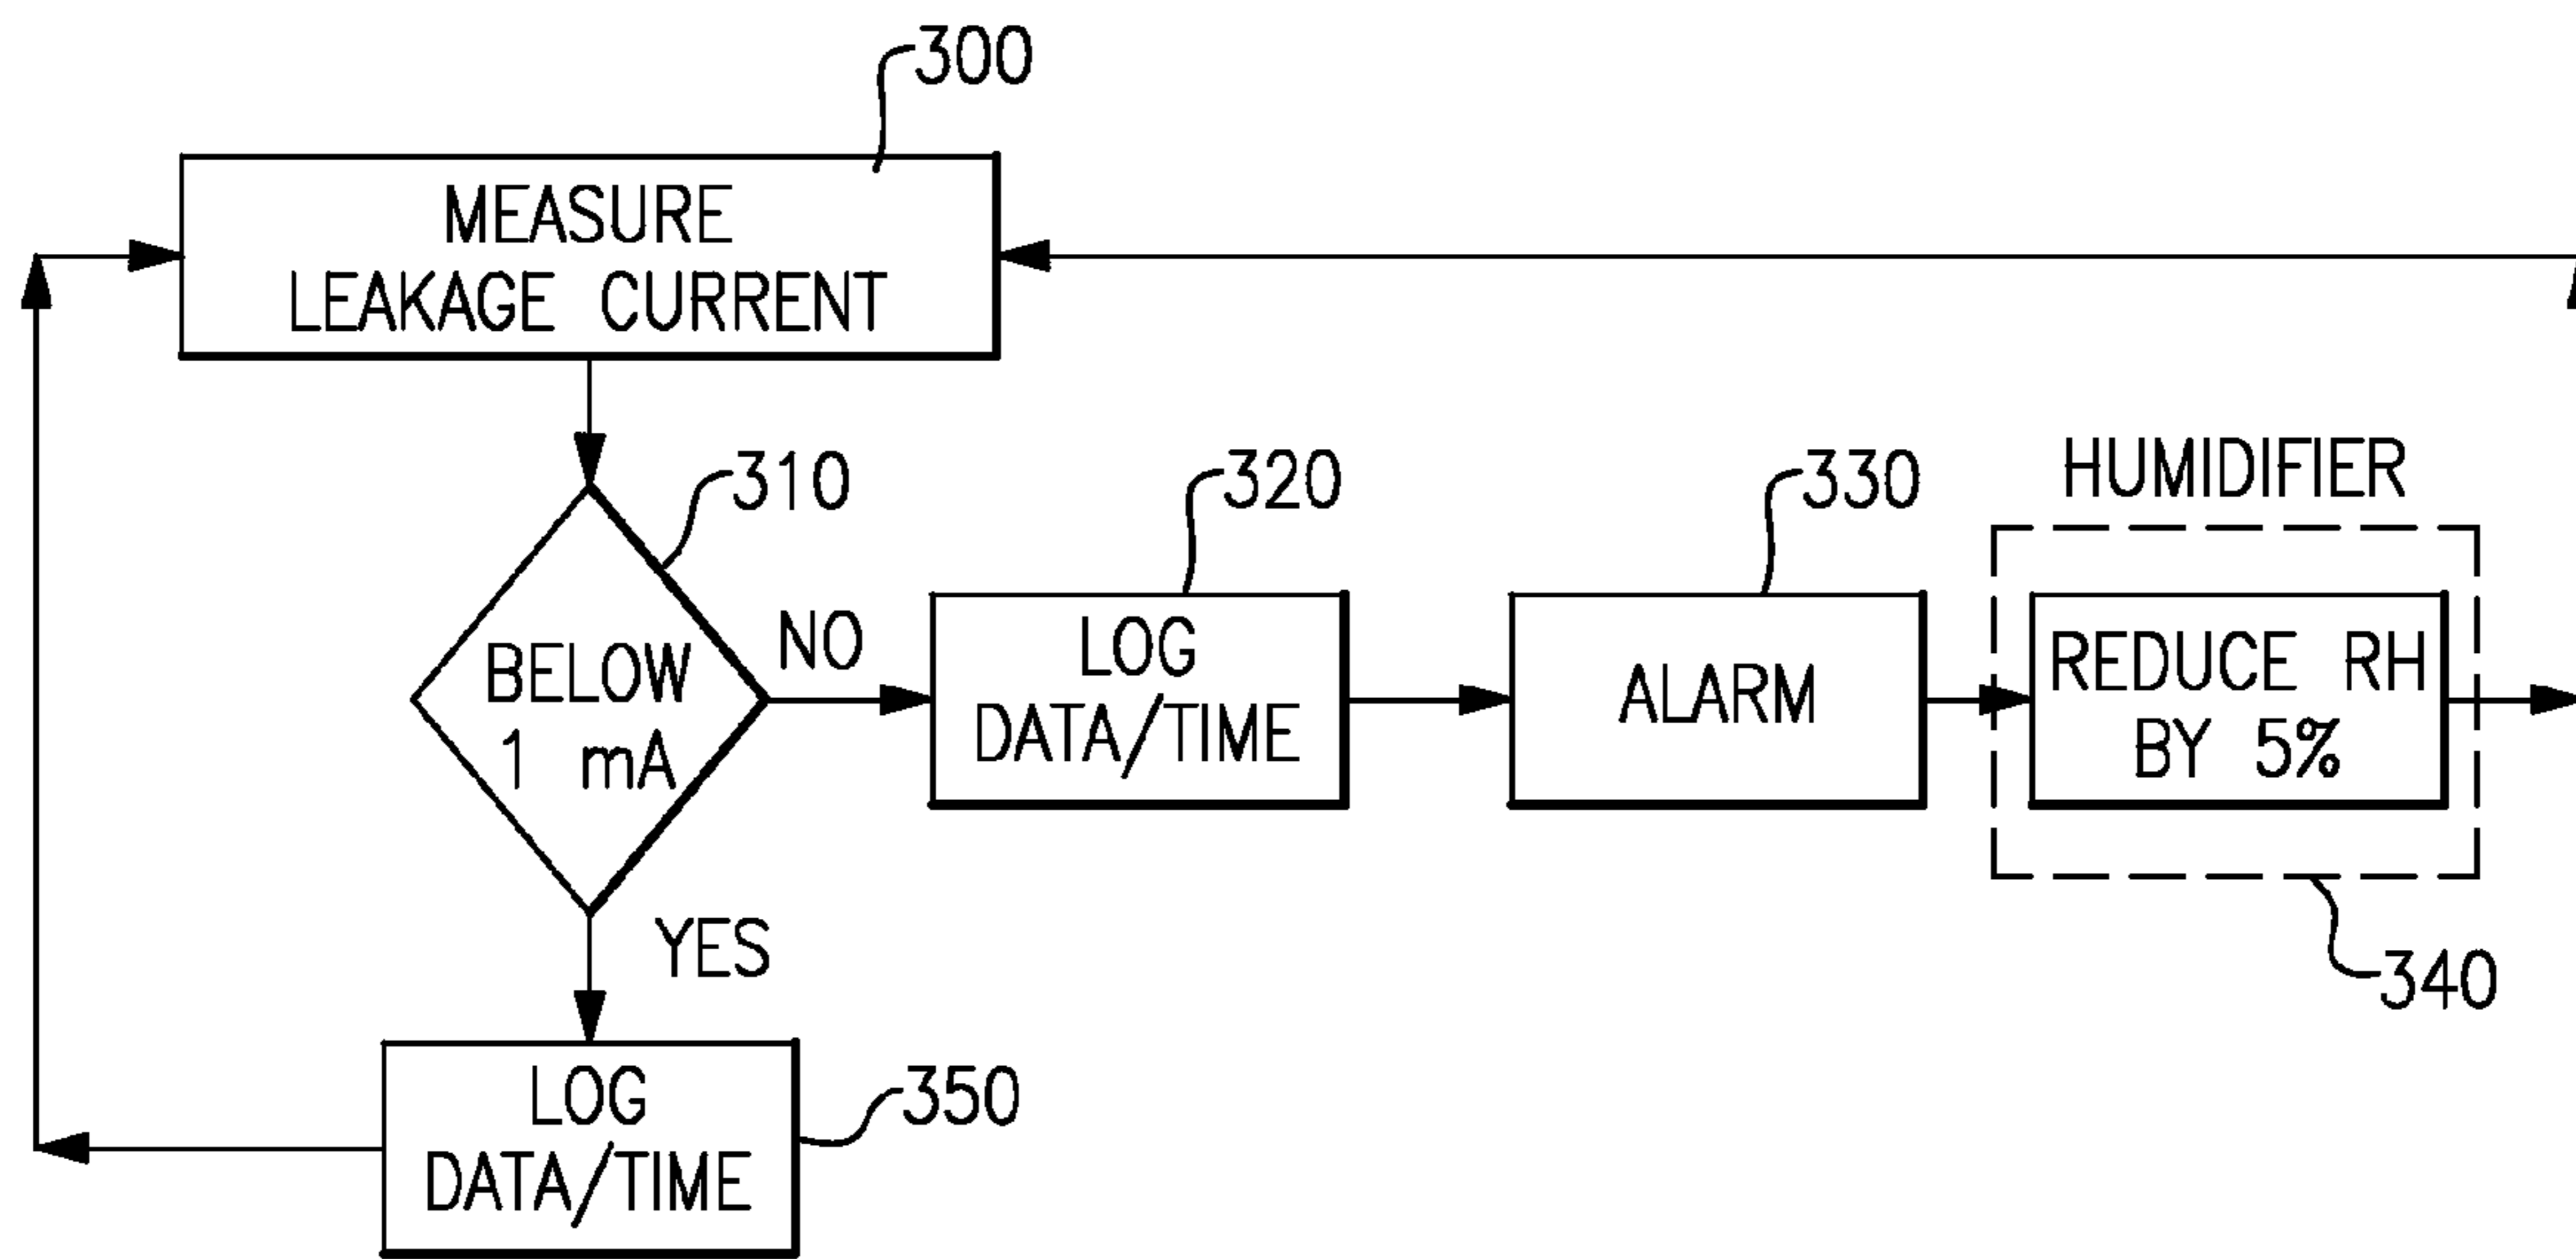 300
MEASURE
LEAKAGE CURRENT
310
BELOW
1 mA
NO
320
LOG
DATA/TIME
330
ALARM
HUMIDIFIER
REDUCE RH
BY 5%
340
YES
LOG
DATA/TIME
350